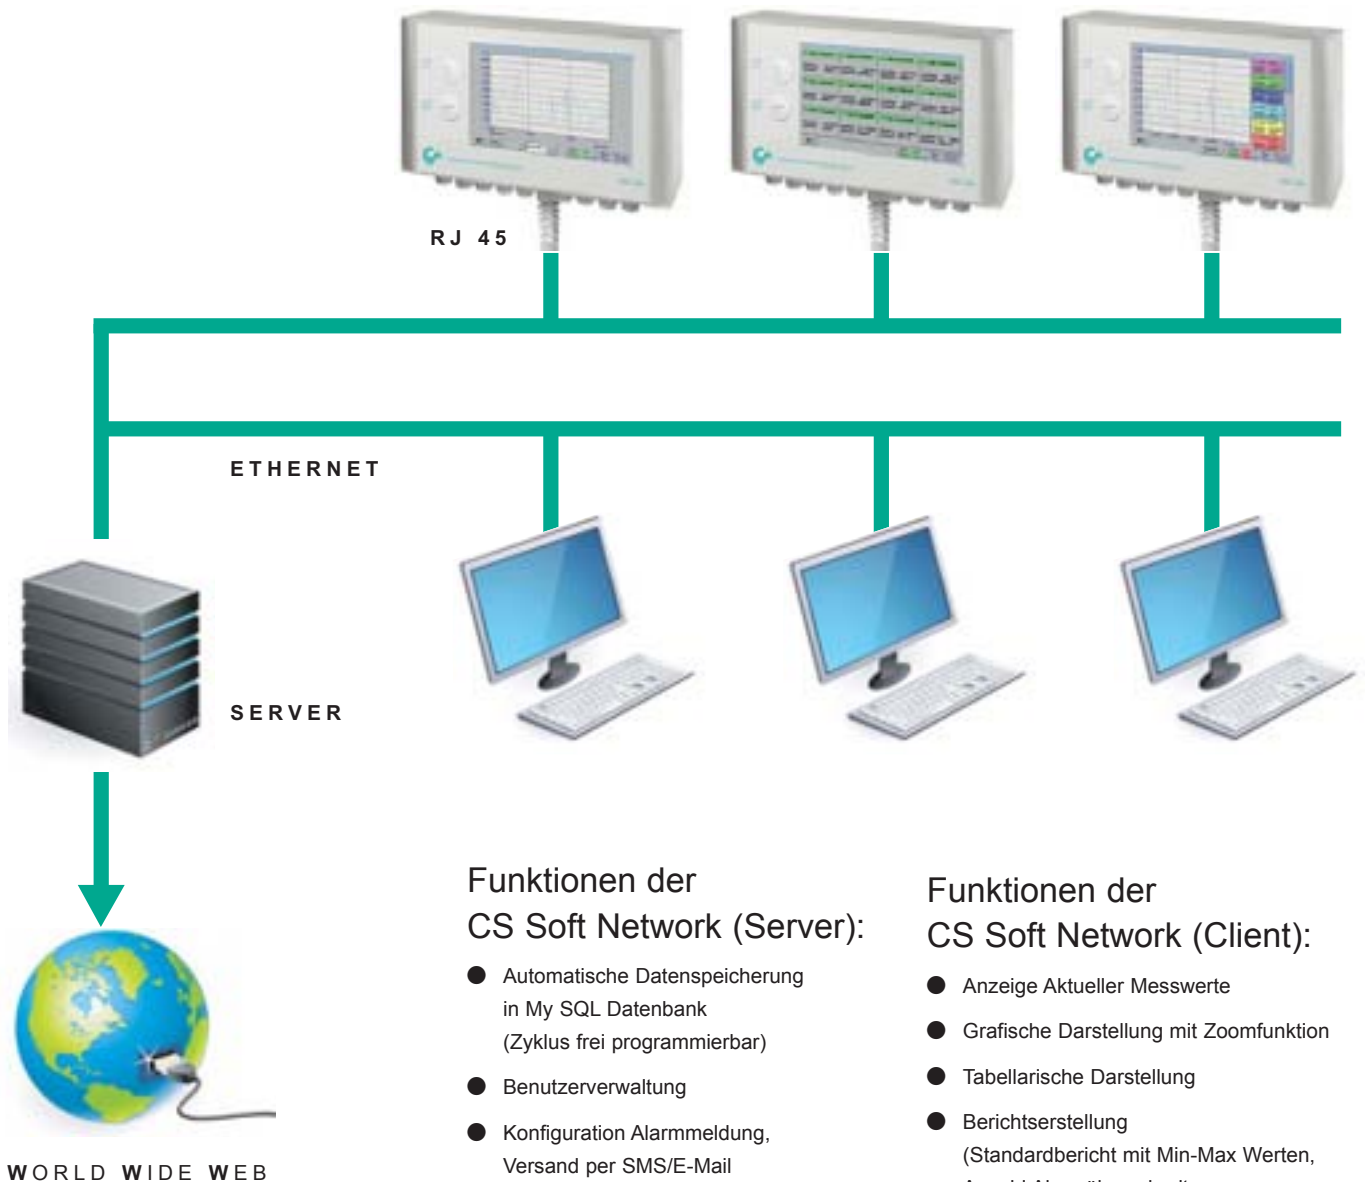 RJ 45
ETHERNET
SERVER
WORLD WIDE WEB
Funktionen der
CS Soft Network (Server):
● Automatische Datenspeicherung
in My SQL Datenbank
(Zyklus frei programmierbar)
● Benutzerverwaltung
● Konfiguration Alarmmeldung,
Versand per SMS/E-Mail
Funktionen der
CS Soft Network (Client):
● Anzeige Aktueller Messwerte
● Grafische Darstellung mit Zoomfunktion
● Tabellarische Darstellung
● Berichtserstellung
(Standardbericht mit Min-Max Werten,